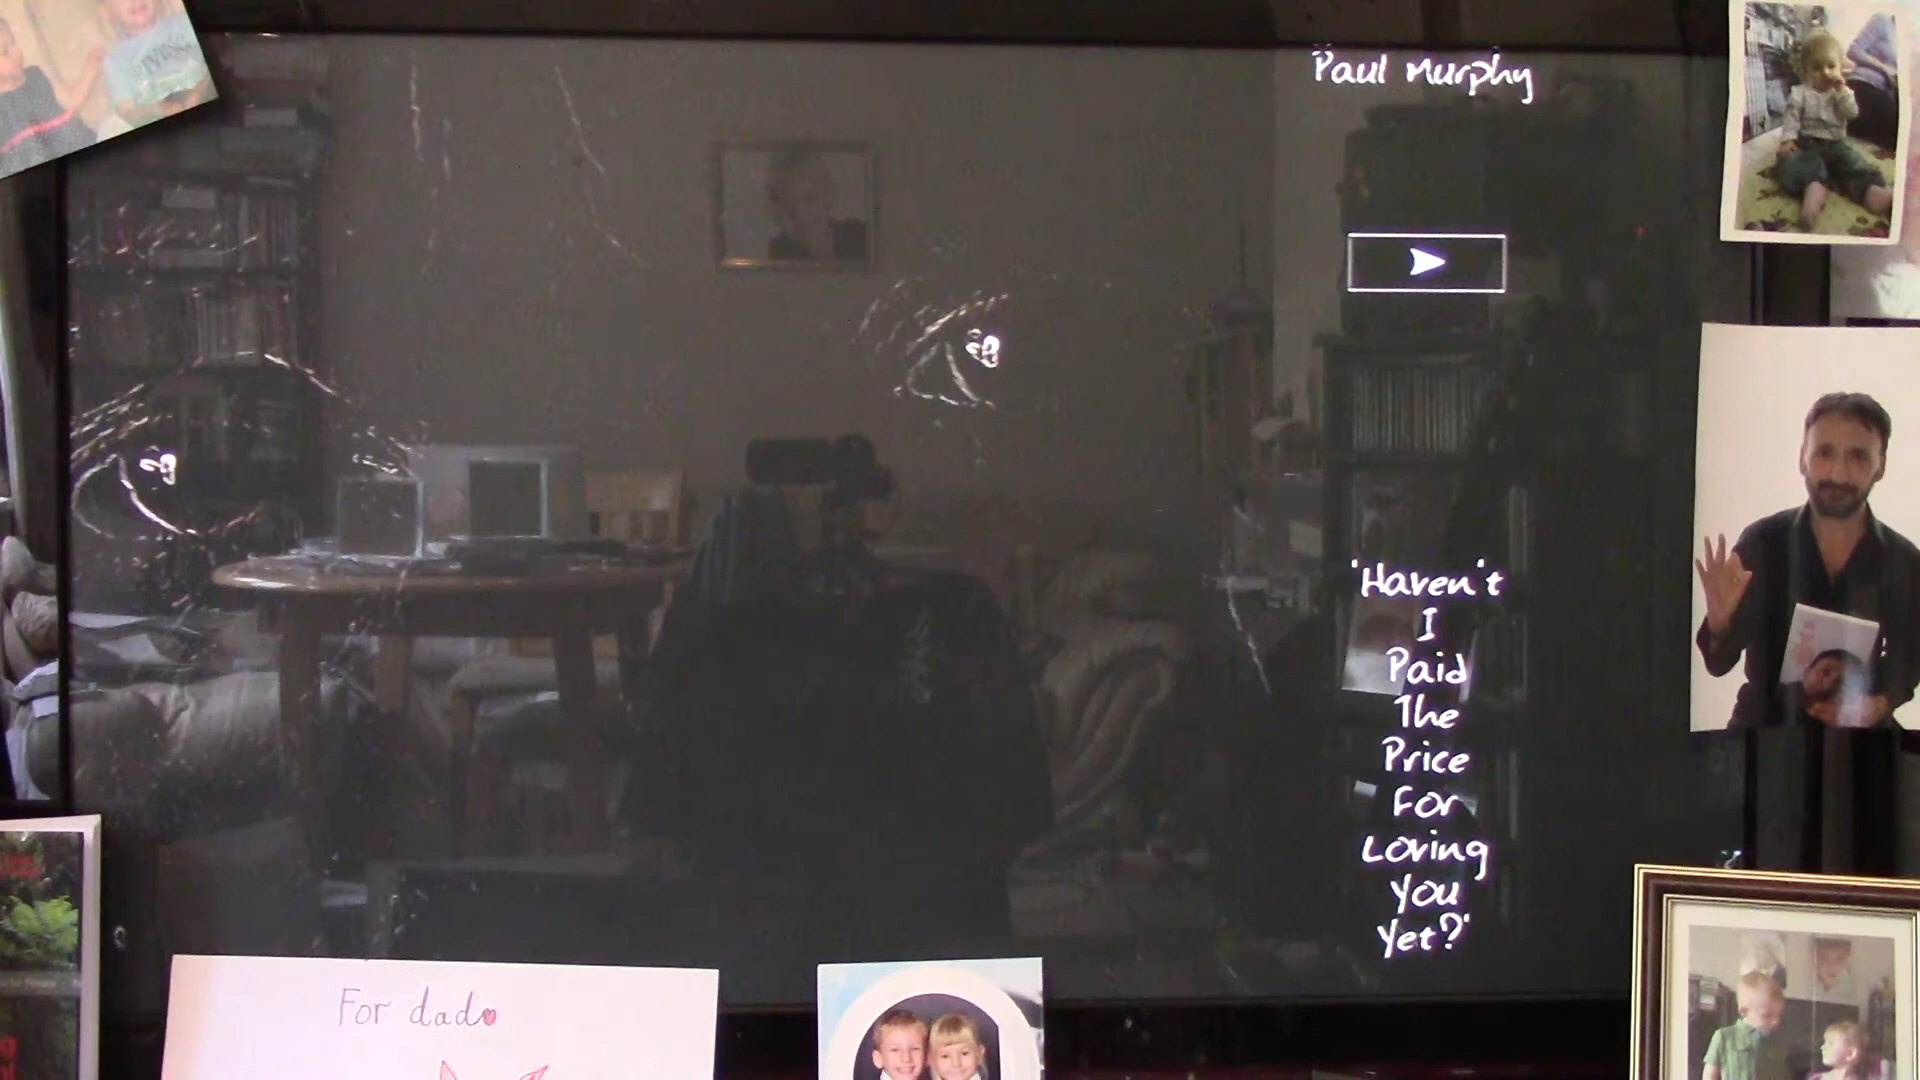 Paul Murphy
'Haven't
I
Paid
The
Price
For
Loving
You
Yet?'
For dad